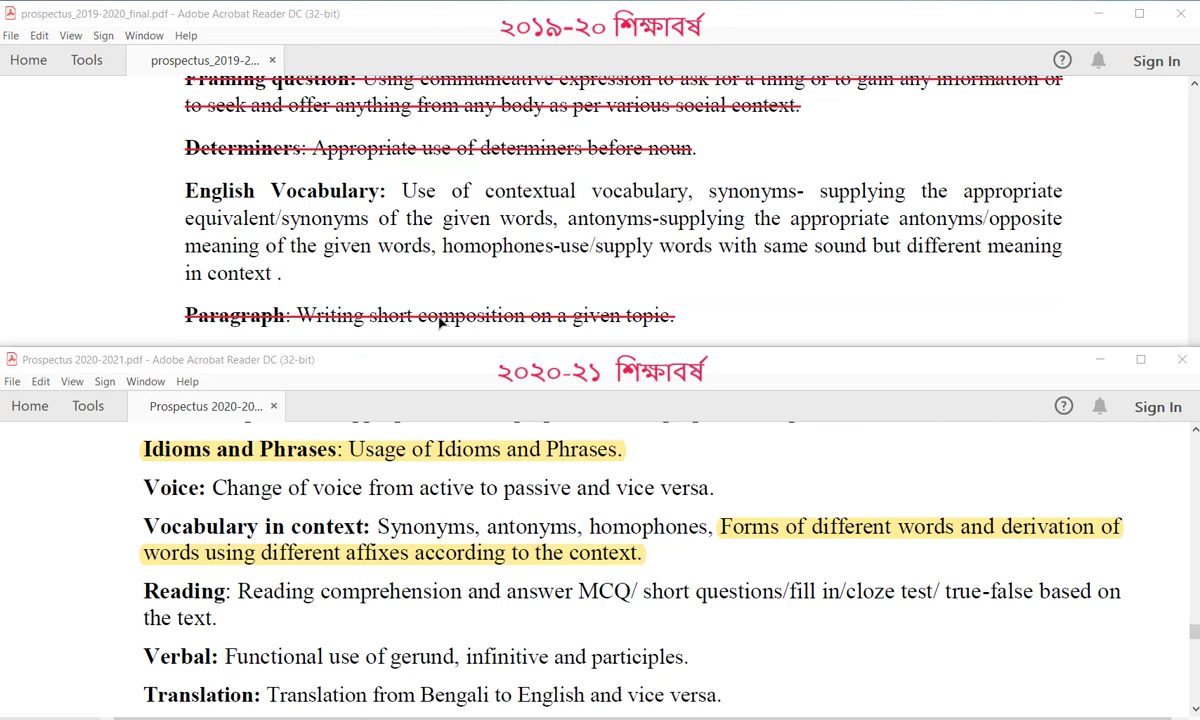 prospectus_2019-2020_final.pdf - Adobe Acrobat Reader DC (32-bit)
২০১৯-২০ শিক্ষাবর্ষ
File Edit View Sign Window Help
Home Tools prospectus_2019-2... × Sign In
Framing question: Using communicative expression to ask for a thing or to gain any information or
to seek and offer anything from any body as per various social context.
Determiners: Appropriate use of determiners before noun.
English Vocabulary: Use of contextual vocabulary, synonyms- supplying the appropriate
equivalent/synonyms of the given words, antonyms-supplying the appropriate antonyms/opposite
meaning of the given words, homophones-use/supply words with same sound but different meaning
in context .
Paragraph: Writing short composition on a given topic.
Prospectus 2020-2021.pdf - Adobe Acrobat Reader DC (32-bit)
২০২০-২১ শিক্ষাবর্ষ
File Edit View Sign Window Help
Home Tools Prospectus 2020-20... × Sign In
Idioms and Phrases: Usage of Idioms and Phrases.
Voice: Change of voice from active to passive and vice versa.
Vocabulary in context: Synonyms, antonyms, homophones, Forms of different words and derivation of
words using different affixes according to the context.
Reading: Reading comprehension and answer MCQ/ short questions/fill in/cloze test/ true-false based on
the text.
Verbal: Functional use of gerund, infinitive and participles.
Translation: Translation from Bengali to English and vice versa.